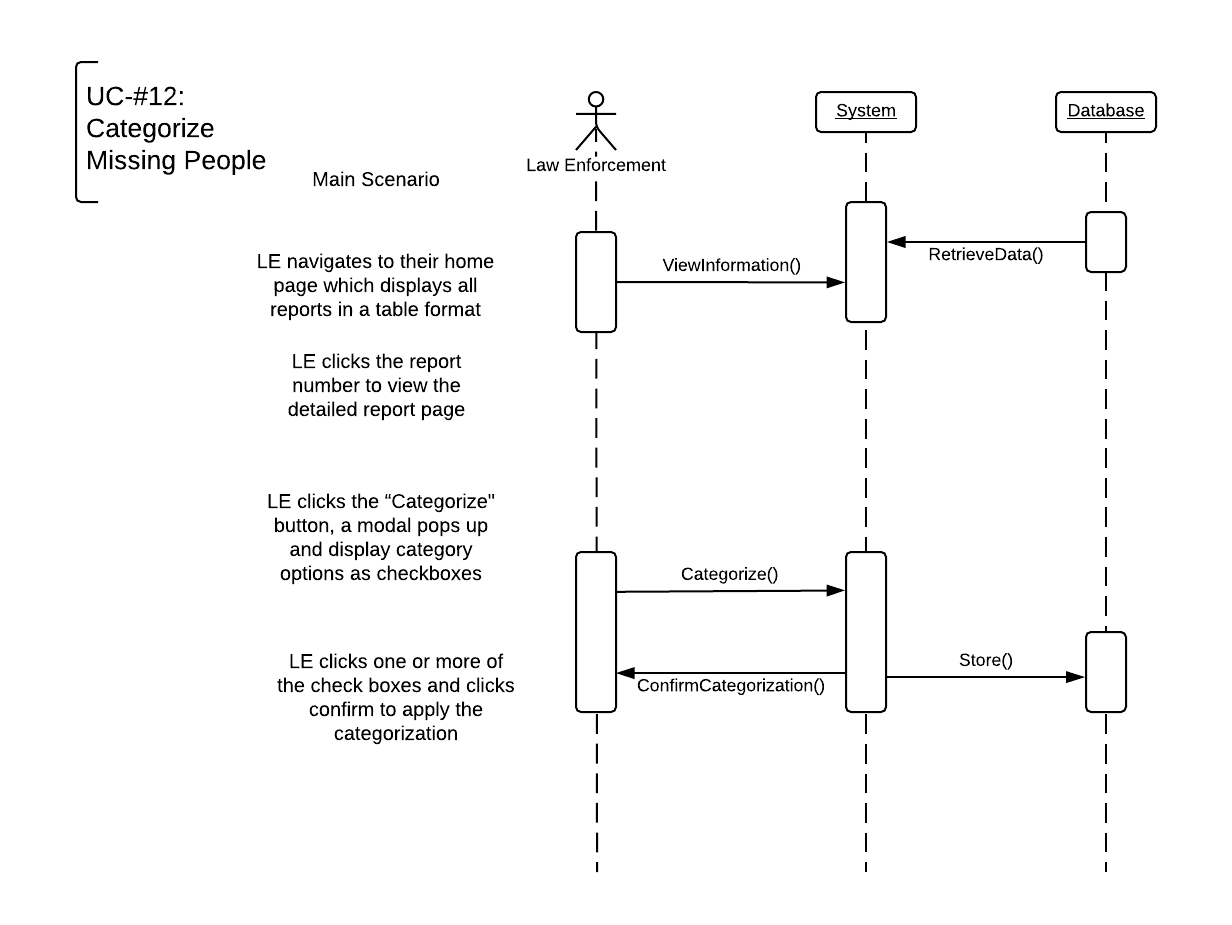 UC-#12:
Categorize
Missing People
Main Scenario
Law Enforcement
System
Database
LE navigates to their home
page which displays all
reports in a table format
ViewInformation()
RetrieveData()
LE clicks the report
number to view the
detailed report page
LE clicks the “Categorize"
button, a modal pops up
and display category
options as checkboxes
Categorize()
LE clicks one or more of
the check boxes and clicks
confirm to apply the
categorization
ConfirmCategorization()
Store()